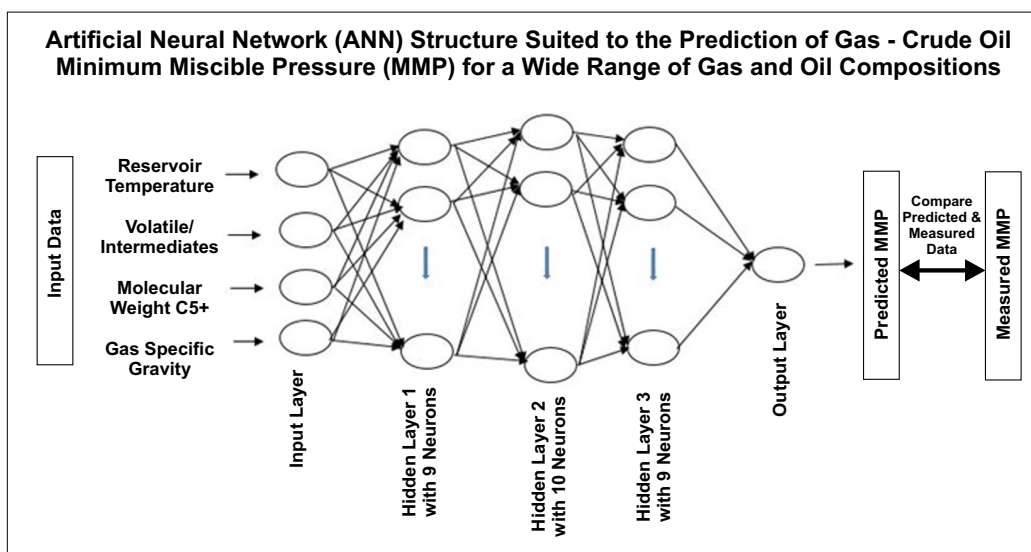 Artificial Neural Network (ANN) Structure Suited to the Prediction of Gas - Crude Oil
Minimum Miscible Pressure (MMP) for a Wide Range of Gas and Oil Compositions
Input Data
Reservoir
Temperature
Volatile/
Intermediates
Molecular
Weight C5+
Gas Specific
Gravity
Input Layer
Hidden Layer 1
with 9 Neurons
Hidden Layer 2
with 10 Neurons
Hidden Layer 3
with 9 Neurons
Output Layer
Predicted MMP
Compare
Predicted &
Measured
Data
Measured MMP